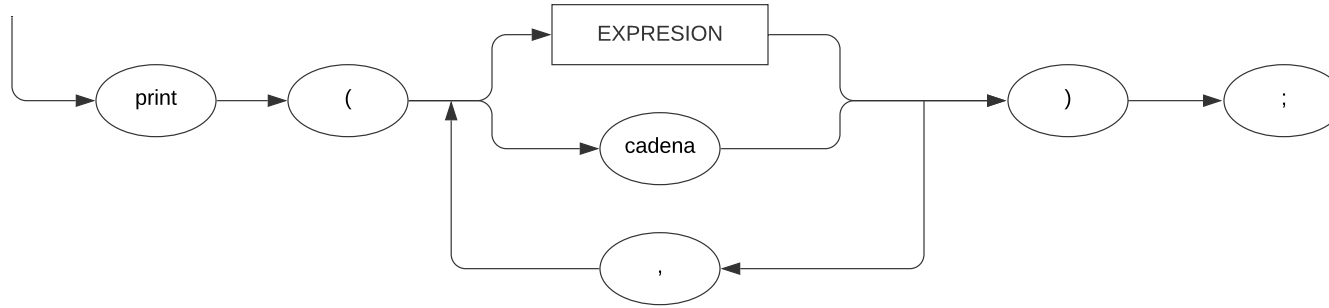 EXPRESION
print
(
)
;
cadena
,